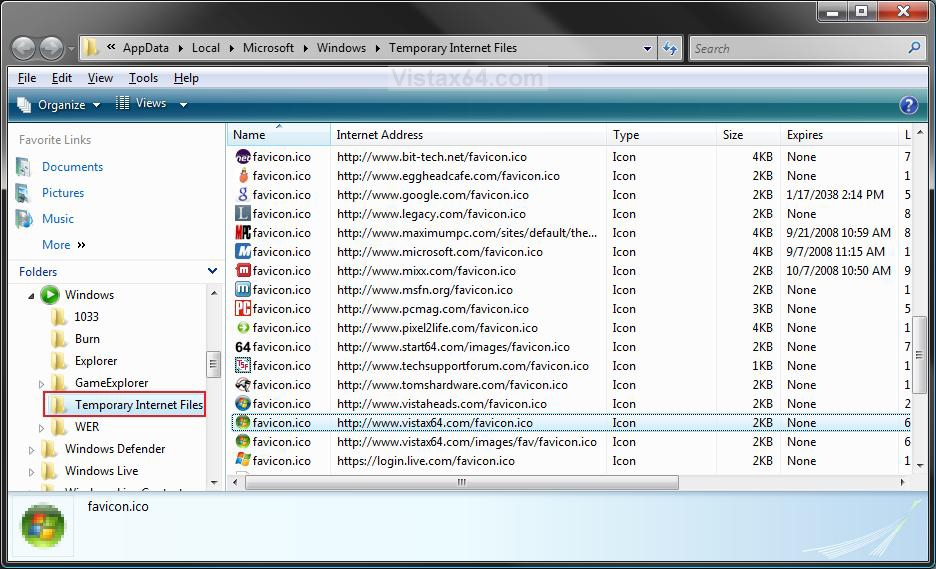 « AppData Local Microsoft Windows Temporary Internet Files Search
File Edit View Tools Help
Vistax64.com
Organize Views ?
Favorite Links
Documents
Pictures
Music
More »
Folders
Windows
1033
Burn
Explorer
GameExplorer
Temporary Internet Files
WER
Windows Defender
Windows Live
Name Internet Address Type Size Expires L
net favicon.ico http://www.bit-tech.net/favicon.ico Icon 4KB None 7
favicon.ico http://www.eggheadcafe.com/favicon.ico Icon 2KB None 1
g favicon.ico http://www.google.com/favicon.ico Icon 2KB 1/17/2038 2:14 PM 5
L favicon.ico http://www.legacy.com/favicon.ico Icon 2KB None 8
MPC favicon.ico http://www.maximumpc.com/sites/default/the... Icon 4KB 9/21/2008 10:59 AM 8
M favicon.ico http://www.microsoft.com/favicon.ico Icon 4KB 9/7/2008 11:15 AM 1
m favicon.ico http://www.mixx.com/favicon.ico Icon 2KB 10/7/2008 10:50 AM 9
m favicon.ico http://www.msfn.org/favicon.ico Icon 2KB None 1
PC favicon.ico http://www.pcmag.com/favicon.ico Icon 3KB None 5
favicon.ico http://www.pixel2life.com/favicon.ico Icon 4KB None 1
64 favicon.ico http://www.start64.com/images/favicon.ico Icon 2KB None 7
TSF favicon.ico http://www.techsupportforum.com/favicon.ico Icon 1KB None 1
favicon.ico http://www.tomshardware.com/favicon.ico Icon 2KB None 1
favicon.ico http://www.vistaheads.com/favicon.ico Icon 2KB None 2
favicon.ico http://www.vistax64.com/favicon.ico Icon 2KB None 6
favicon.ico http://www.vistax64.com/images/fav/favicon.ico Icon 2KB None 6
favicon.ico https://login.live.com/favicon.ico Icon 2KB None 1
favicon.ico